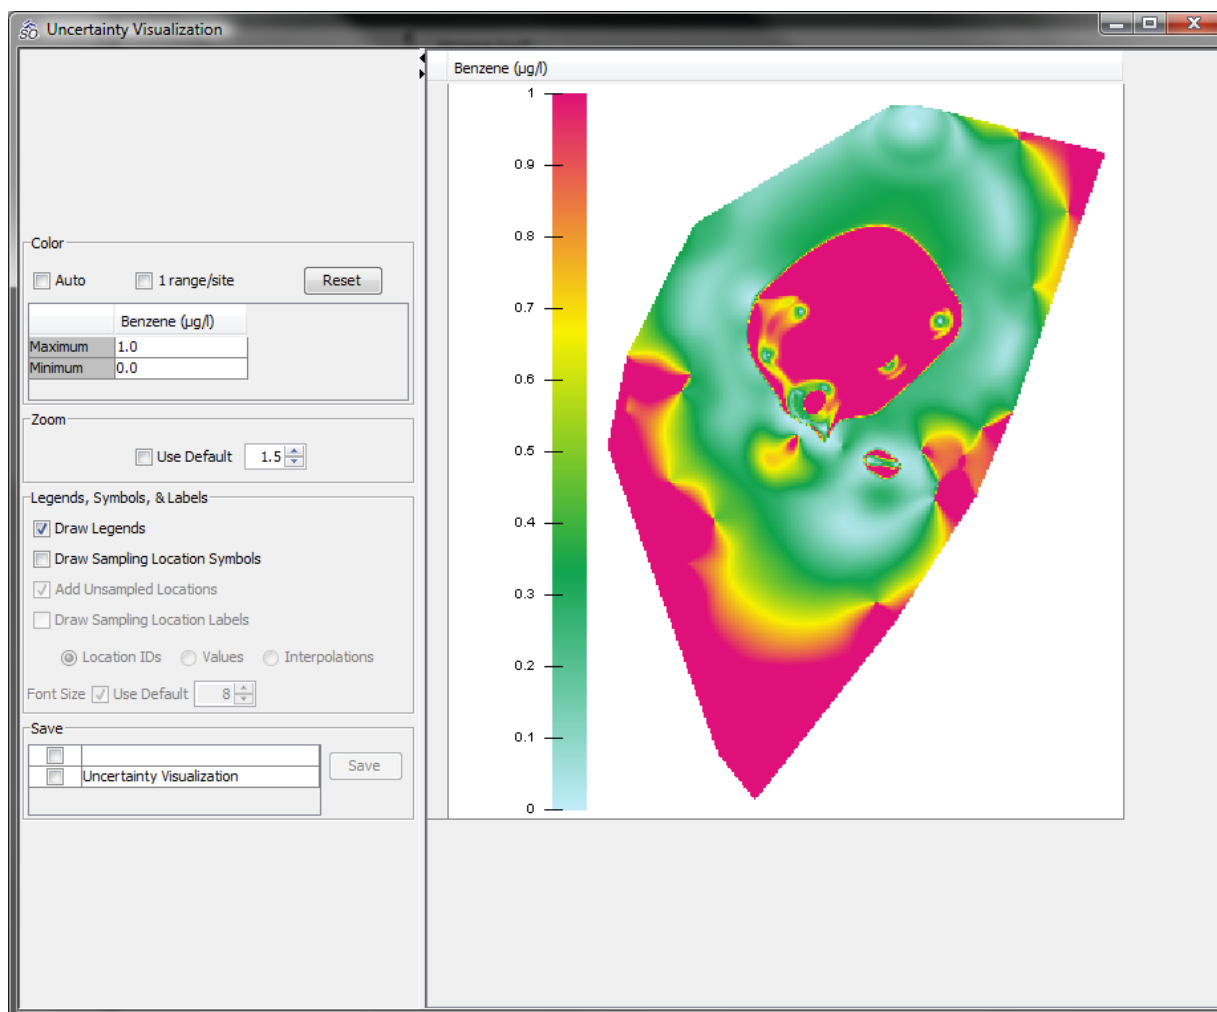 Uncertainty Visualization
Benzene (µg/l)
1
0.9
0.8
0.7
0.6
0.5
0.4
0.3
0.2
0.1
0
Color
Auto
1 range/site
Reset
Benzene (µg/l)
Maximum 1.0
Minimum 0.0
Zoom
Use Default 1.5
Legends, Symbols, & Labels
Draw Legends
Draw Sampling Location Symbols
Add Unsampled Locations
Draw Sampling Location Labels
Location IDs Values Interpolations
Font Size Use Default 8
Save
Save
Uncertainty Visualization